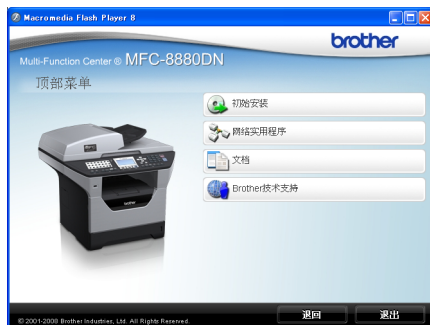 Macromedia Flash Player 8
brother
Multi-Function Center ® MFC-8880DN
顶部菜单
初始安装
网络实用程序
文档
Brother技术支持
© 2001-2008 Brother Industries, Ltd. All Rights Reserved.
退回
退出